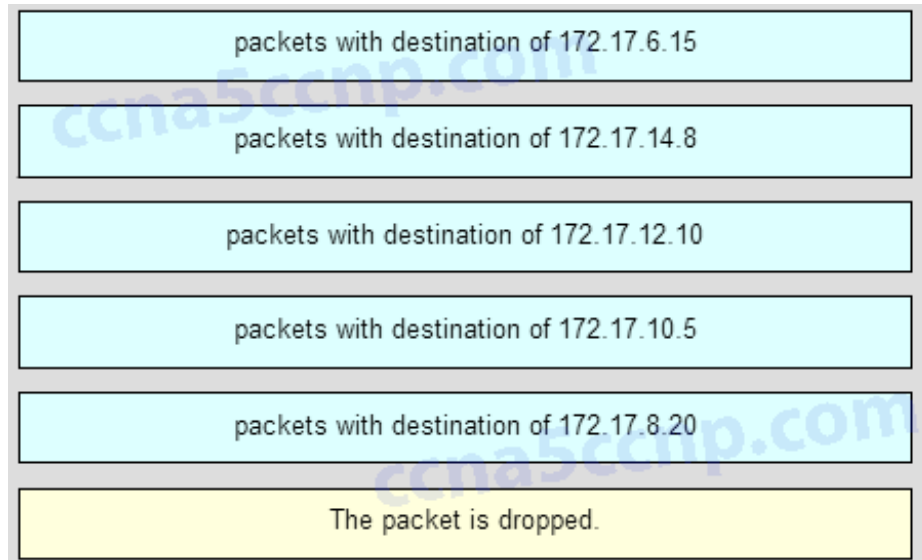 packets with destination of 172.17.6.15
ccna5ccnp.com
packets with destination of 172.17.14.8
packets with destination of 172.17.12.10
packets with destination of 172.17.10.5
packets with destination of 172.17.8.20
ccna5ccnp.com
The packet is dropped.